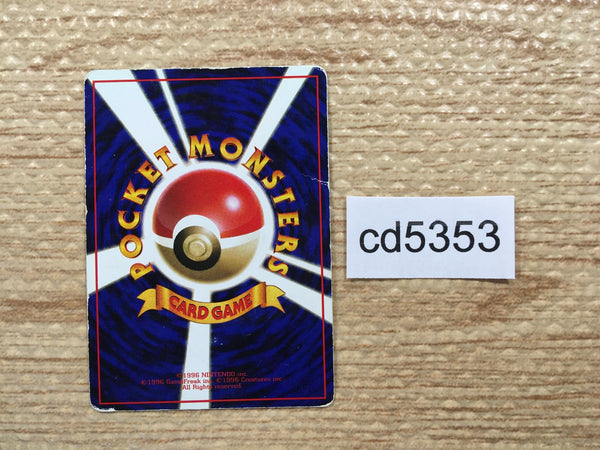 POCKET MONSTERS
CARD GAME
©1996 NINTENDO inc.
©1996 GameFreak inc. ©1996 Creatures inc.
All Rights reserved.
cd5353